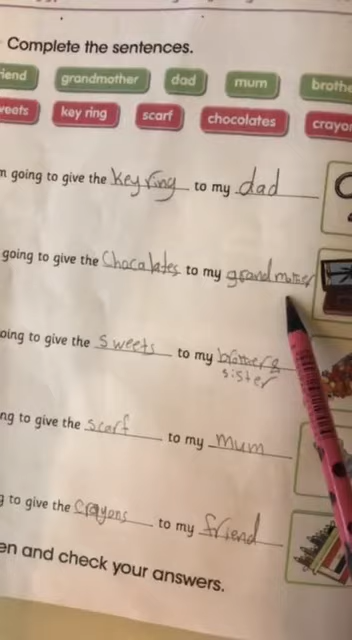 Complete the sentences.
iend grandmother dad mum brothe
weets key ring scarf chocolates crayo
m going to give the Key ring to my dad
going to give the Chocalates to my grandmother
oing to give the Sweets to my brother &
sister
ng to give the scarf to my mum
g to give the Crayons to my friend
en and check your answers.